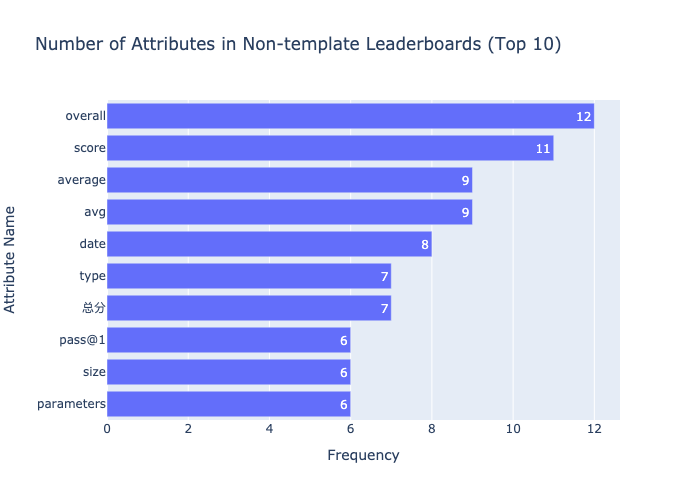 Number of Attributes in Non-template Leaderboards (Top 10)
Attribute Name
overall 12
score 11
average 9
avg 9
date 8
type 7
总分 7
pass@1 6
size 6
parameters 6
0 2 4 6 8 10 12
Frequency